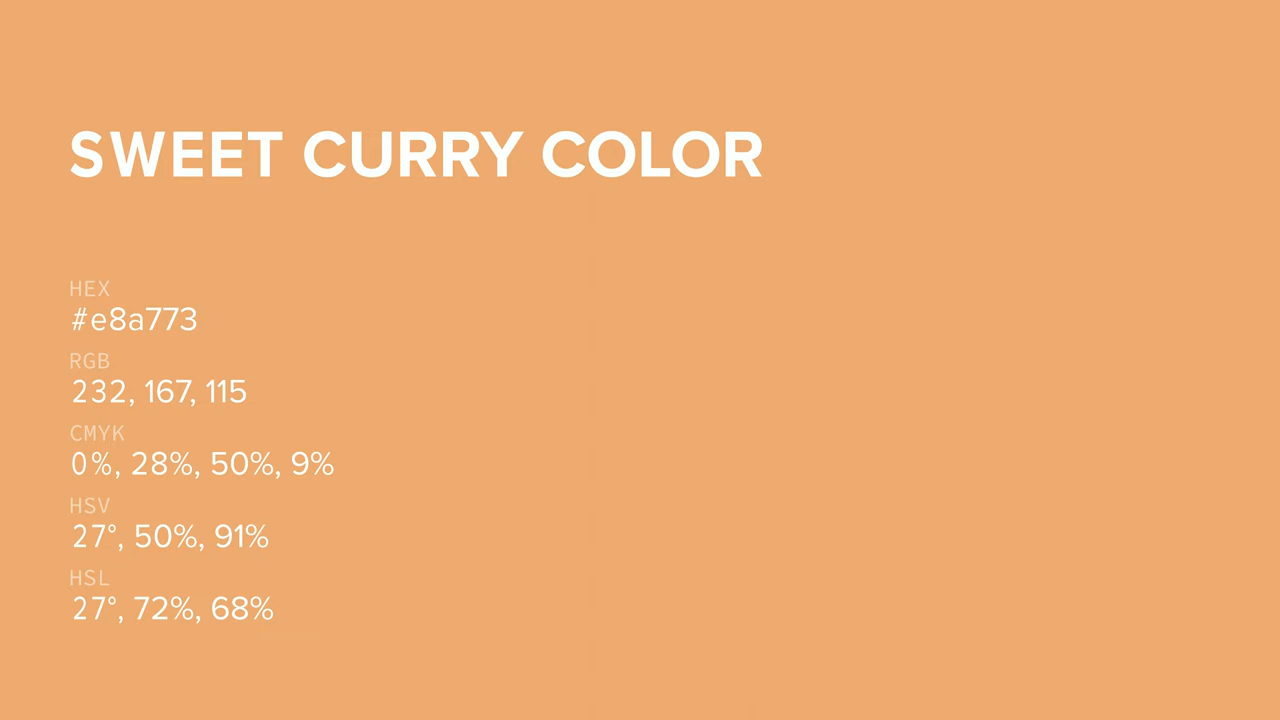 SWEET CURRY COLOR
HEX
#e8a773
RGB
232, 167, 115
CMYK
0%, 28%, 50%, 9%
HSV
27°, 50%, 91%
HSL
27°, 72%, 68%